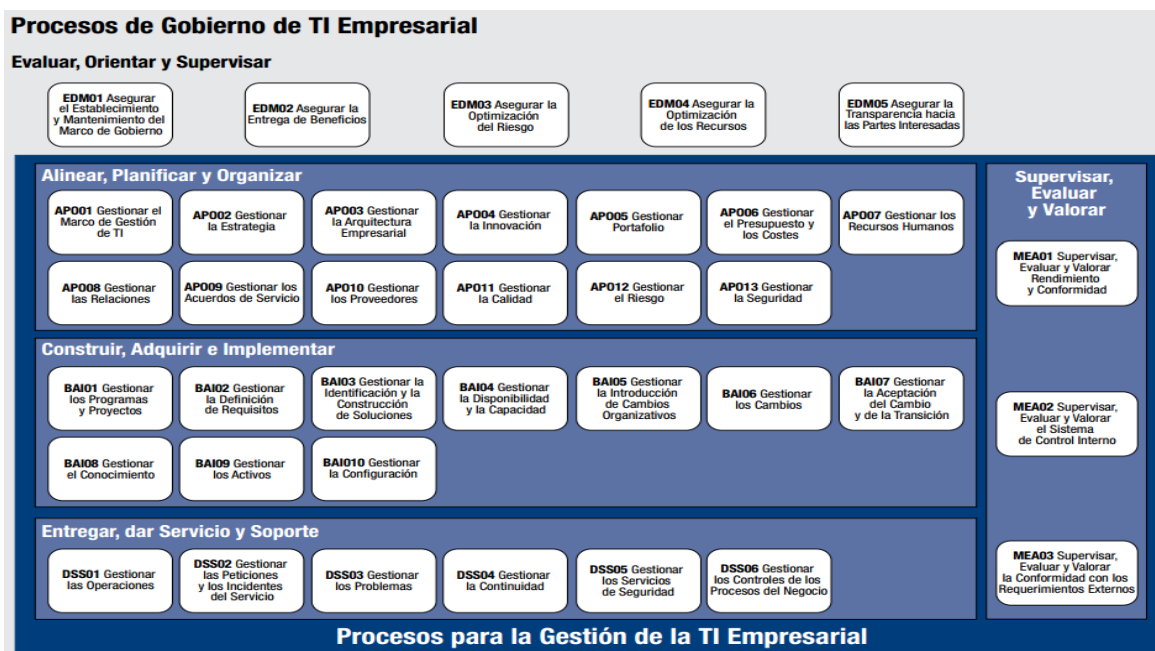 Procesos de Gobierno de TI Empresarial
Evaluar, Orientar y Supervisar
EDM01 Asegurar
el Establecimiento
y Mantenimiento del
Marco de Gobierno
EDM02 Asegurar la
Entrega de Beneficios
EDM03 Asegurar la
Optimización
del Riesgo
EDM04 Asegurar la
Optimización
de los Recursos
EDM05 Asegurar la
Transparencia hacia
las Partes Interesadas
Alinear, Planificar y Organizar
APO01 Gestionar el
Marco de Gestión
de TI
APO02 Gestionar
la Estrategia
APO03 Gestionar
la Arquitectura
Empresarial
APO04 Gestionar
la Innovación
APO05 Gestionar
Portafolio
APO06 Gestionar
el Presupuesto y
los Costes
APO07 Gestionar los
Recursos Humanos
APO08 Gestionar
las Relaciones
APO09 Gestionar los
Acuerdos de Servicio
APO10 Gestionar
los Proveedores
APO11 Gestionar
la Calidad
APO12 Gestionar
el Riesgo
APO13 Gestionar
la Seguridad
Construir, Adquirir e Implementar
BAI01 Gestionar
los Programas
y Proyectos
BAI02 Gestionar
la Definición
de Requisitos
BAI03 Gestionar la
Identificación y la
Construcción
de Soluciones
BAI04 Gestionar
la Disponibilidad
y la Capacidad
BAI05 Gestionar
la Introducción
de Cambios
Organizativos
BAI06 Gestionar
los Cambios
BAI07 Gestionar
la Aceptación
del Cambio
y de la Transición
BAI08 Gestionar
el Conocimiento
BAI09 Gestionar
los Activos
BAI010 Gestionar
la Configuración
Entregar, dar Servicio y Soporte
DSS01 Gestionar
las Operaciones
DSS02 Gestionar
las Peticiones
y los Incidentes
del Servicio
DSS03 Gestionar
los Problemas
DSS04 Gestionar
la Continuidad
DSS05 Gestionar
los Servicios
de Seguridad
DSS06 Gestionar
los Controles de los
Procesos del Negocio
Supervisar,
Evaluar
y Valorar
MEA01 Supervisar,
Evaluar y Valorar
Rendimiento
y Conformidad
MEA02 Supervisar,
Evaluar y Valorar
el Sistema
de Control Interno
MEA03 Supervisar,
Evaluar y Valorar
la Conformidad con los
Requerimientos Externos
Procesos para la Gestión de la TI Empresarial